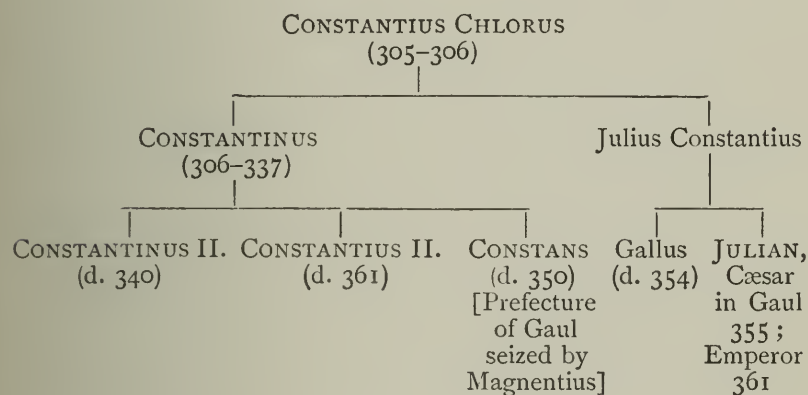 CONSTANTIUS CHLORUS
(305–306)
CONSTANTINUS
(306–337)
Julius Constantius
CONSTANTINUS II.
(d. 340)
CONSTANTIUS II.
(d. 361)
CONSTANS
(d. 350)
[Prefecture
of Gaul
seized by
Magnentius]
Gallus
(d. 354)
JULIAN,
Cæsar
in Gaul
355;
Emperor
361